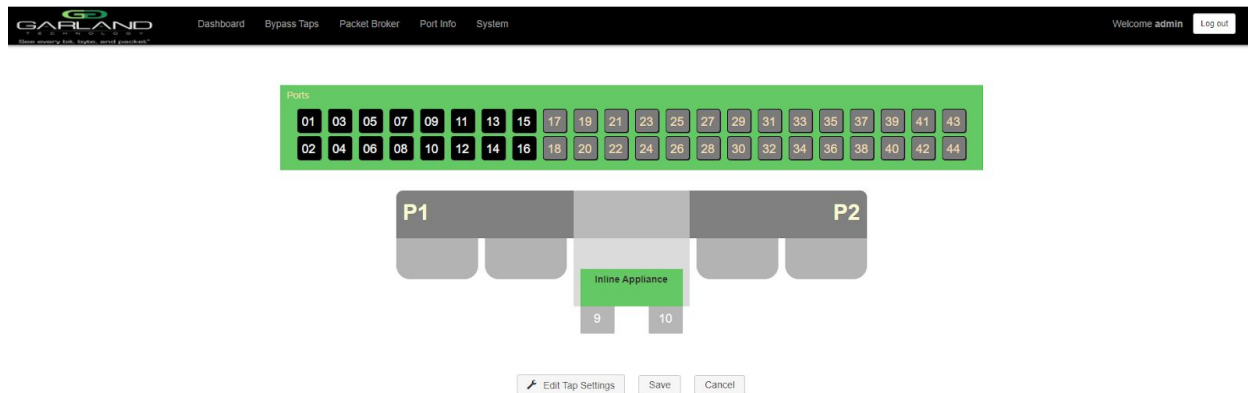 GARLAND
TECHNOLOGY
See every bit, byte, and packet®
Dashboard Bypass Taps Packet Broker Port Info System
Welcome admin Log out
Ports
01 03 05 07 09 11 13 15 17 19 21 23 25 27 29 31 33 35 37 39 41 43
02 04 06 08 10 12 14 16 18 20 22 24 26 28 30 32 34 36 38 40 42 44
P1 P2
Inline Appliance
9 10
Edit Tap Settings Save Cancel